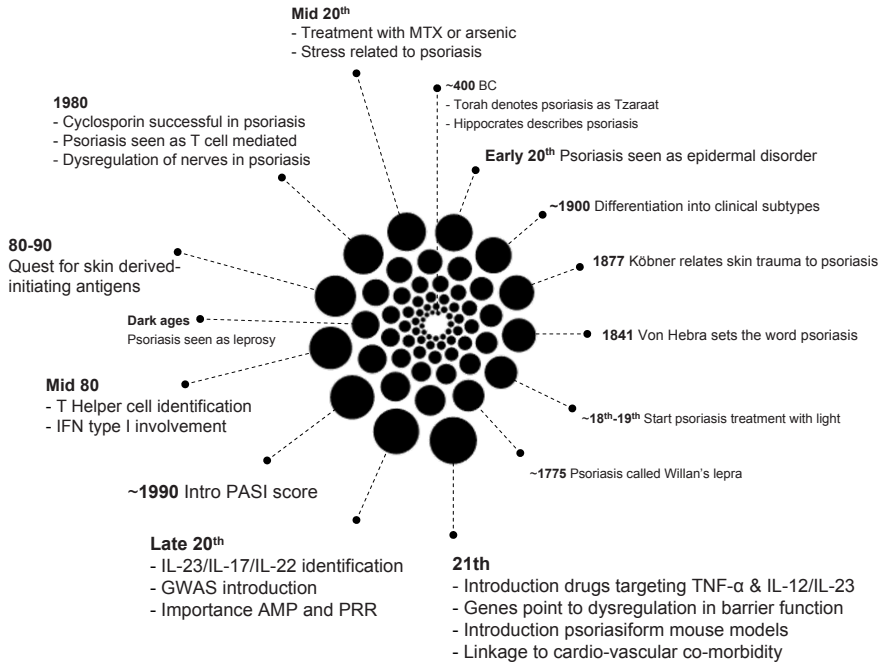 Mid 20th
- Treatment with MTX or arsenic
- Stress related to psoriasis
~400 BC
- Torah denotes psoriasis as Tzaraat
- Hippocrates describes psoriasis
1980
- Cyclosporin successful in psoriasis
- Psoriasis seen as T cell mediated
- Dysregulation of nerves in psoriasis
Early 20th Psoriasis seen as epidermal disorder
~1900 Differentiation into clinical subtypes
80-90
Quest for skin derived-
initiating antigens
1877 Köbner relates skin trauma to psoriasis
Dark ages
Psoriasis seen as leprosy
1841 Von Hebra sets the word psoriasis
Mid 80
- T Helper cell identification
- IFN type I involvement
~18th-19th Start psoriasis treatment with light
~1775 Psoriasis called Willan's lepra
~1990 Intro PASI score
Late 20th
- IL-23/IL-17/IL-22 identification
- GWAS introduction
- Importance AMP and PRR
21th
- Introduction drugs targeting TNF-α & IL-12/IL-23
- Genes point to dysregulation in barrier function
- Introduction psoriasiform mouse models
- Linkage to cardio-vascular co-morbidity